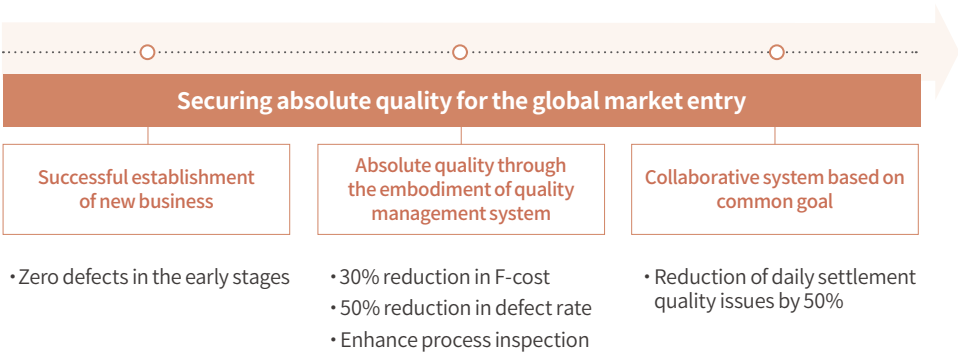 Securing absolute quality for the global market entry
Successful establishment
of new business
• Zero defects in the early stages
Absolute quality through
the embodiment of quality
management system
• 30% reduction in F-cost
• 50% reduction in defect rate
• Enhance process inspection
Collaborative system based on
common goal
• Reduction of daily settlement
quality issues by 50%